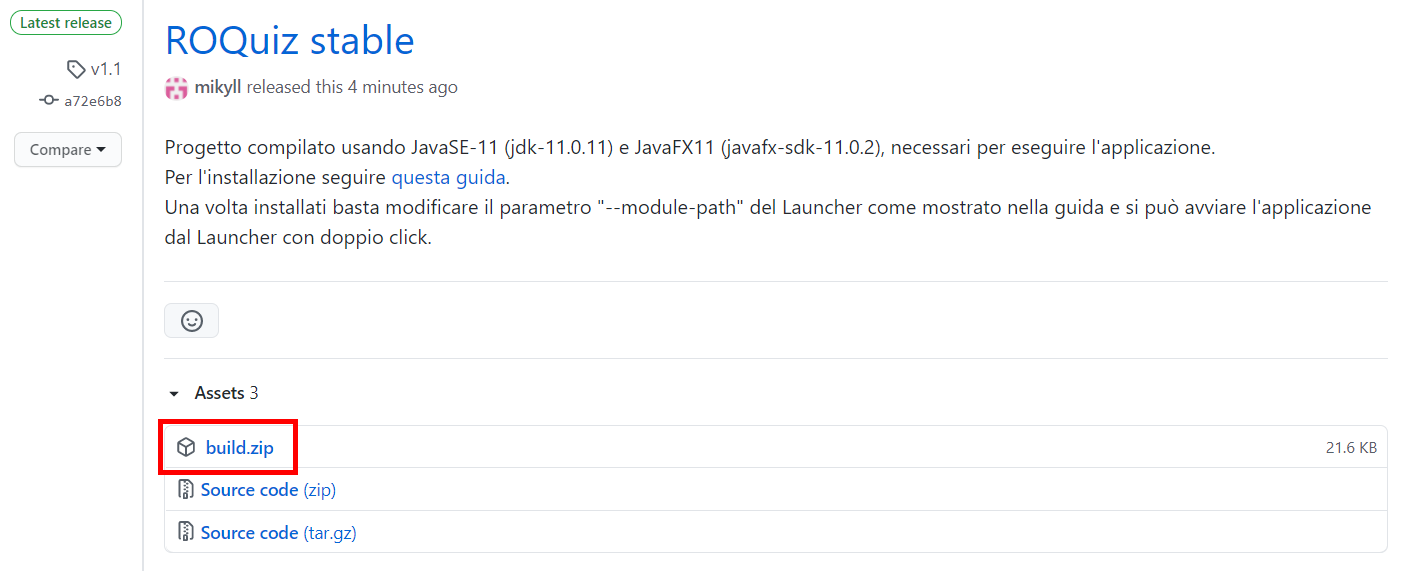 Latest release
v1.1
a72e6b8
Compare
ROQuiz stable
mikyll released this 4 minutes ago
Progetto compilato usando JavaSE-11 (jdk-11.0.11) e JavaFX11 (javafx-sdk-11.0.2), necessari per eseguire l'applicazione.
Per l'installazione seguire questa guida.
Una volta installati basta modificare il parametro "--module-path" del Launcher come mostrato nella guida e si può avviare l'applicazione
dal Launcher con doppio click.
Assets 3
build.zip 21.6 KB
Source code (zip)
Source code (tar.gz)